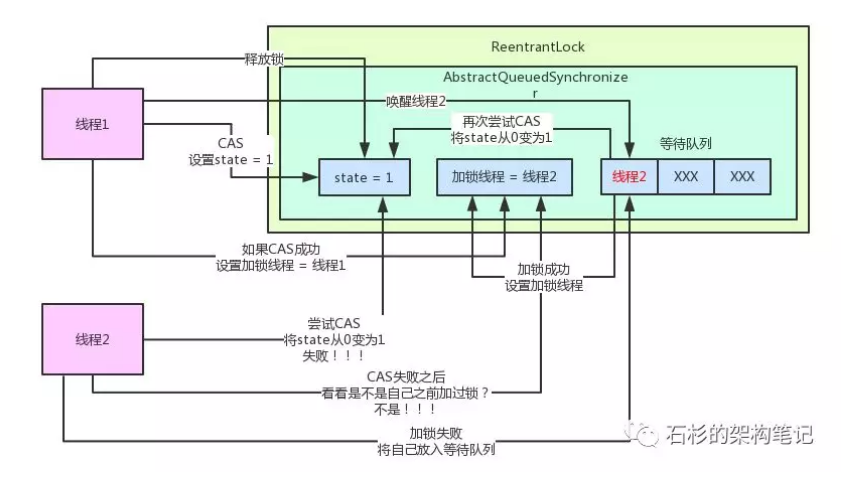 ReentrantLock
释放锁
AbstractQueuedSynchronize
r
唤醒线程2
线程1
再次尝试CAS
将state从0变为1
等待队列
CAS
设置state = 1
state = 1
加锁线程 = 线程2
线程2
XXX
XXX
如果CAS成功
设置加锁线程 = 线程1
加锁成功
设置加锁线程
线程2
尝试CAS
将state从0变为1
失败!!!
CAS失败之后
看看是不是自己之前加过锁?
不是!!!
加锁失败
将自己放入等待队列
石杉的架构笔记